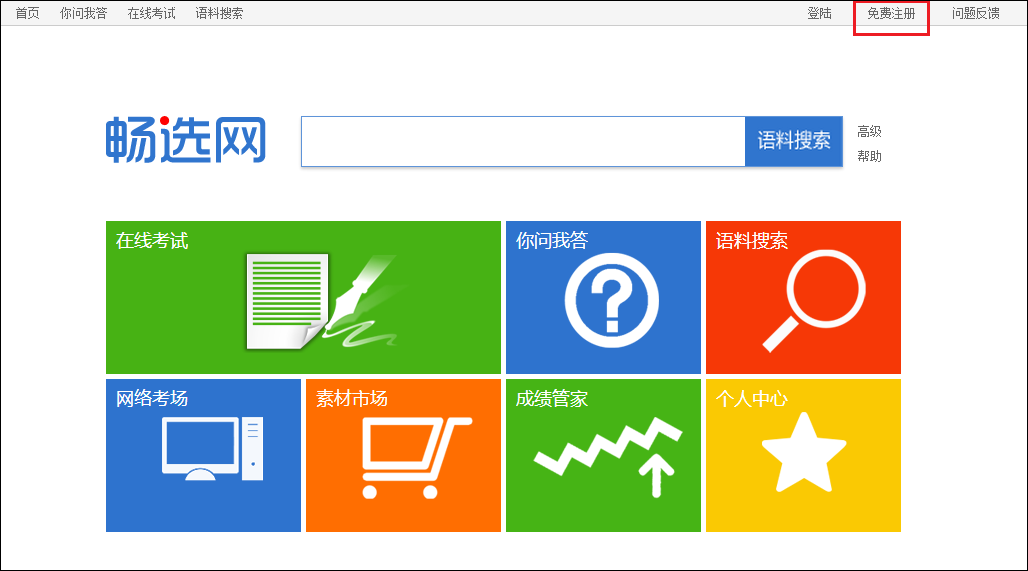 首页 你问我答 在线考试 语料搜索 登陆 免费注册 问题反馈
畅选网 语料搜索 高级
帮助
在线考试 你问我答 语料搜索
网络考场 素材市场 成绩管家 个人中心